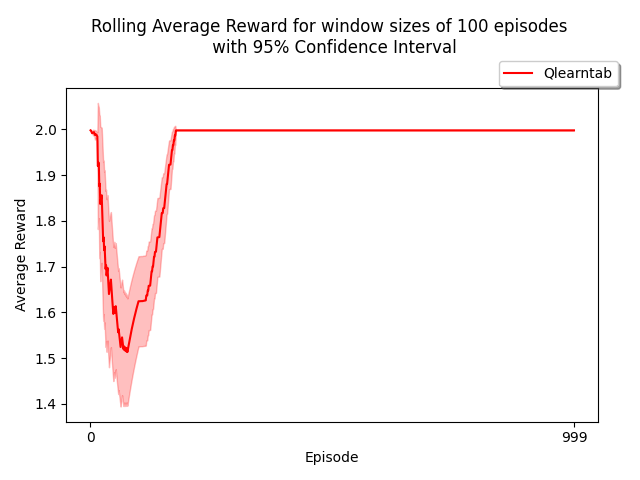 Rolling Average Reward for window sizes of 100 episodes
with 95% Confidence Interval
Qlearntab
2.0
1.9
1.8
1.7
1.6
1.5
1.4
Average Reward
0
999
Episode